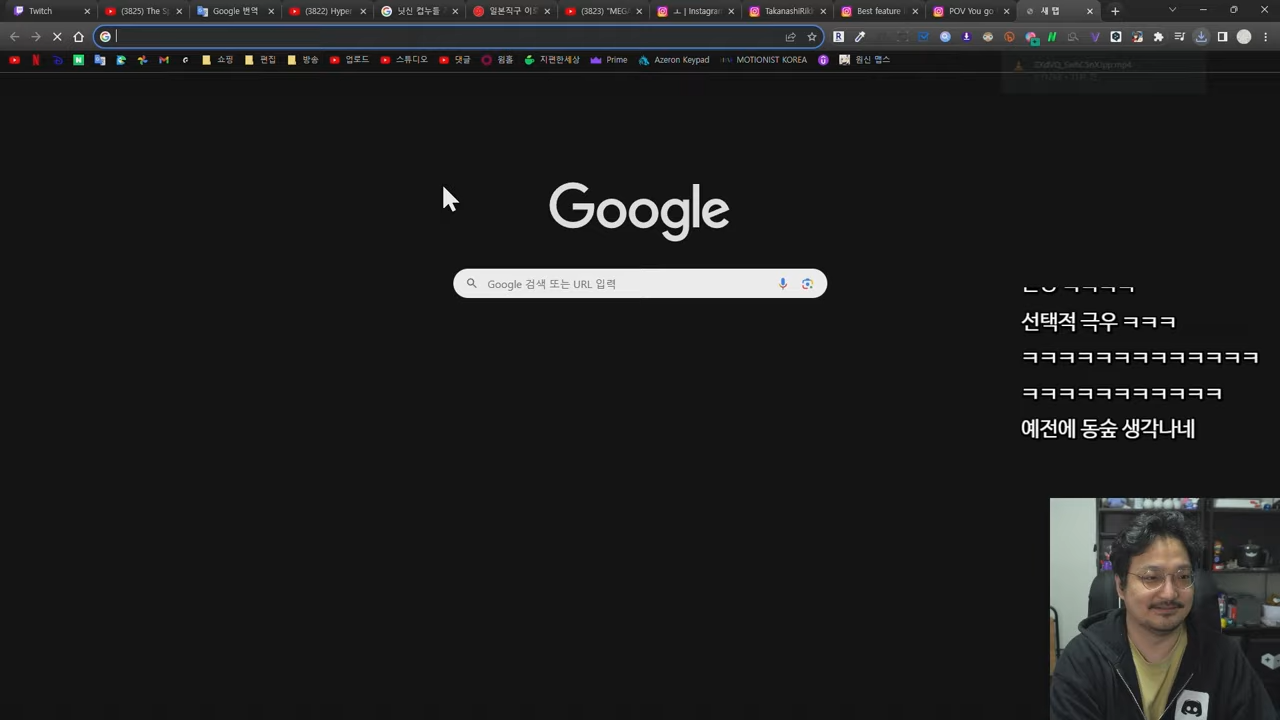 Twitch
(3825) The S
Google 번역
(3822) Hyper
닛신 컵누들
일본직구 이
(3823) "MEG
ㅗ | Instagram
TakanashiRik
Best feature
POV You go
새 탭
업로드
스튜디오
댓글
쇼핑
편집
방송
원홈
지편한세상
Prime
Azeron Keypad
MOTIONIST KOREA
원신 맵스
Google
Google 검색 또는 URL 입력
선택적 극우 ㅋㅋㅋ
ㅋㅋㅋㅋㅋㅋㅋㅋㅋㅋㅋㅋㅋ
ㅋㅋㅋㅋㅋㅋㅋㅋㅋㅋㅋ
예전에 동숲 생각나네